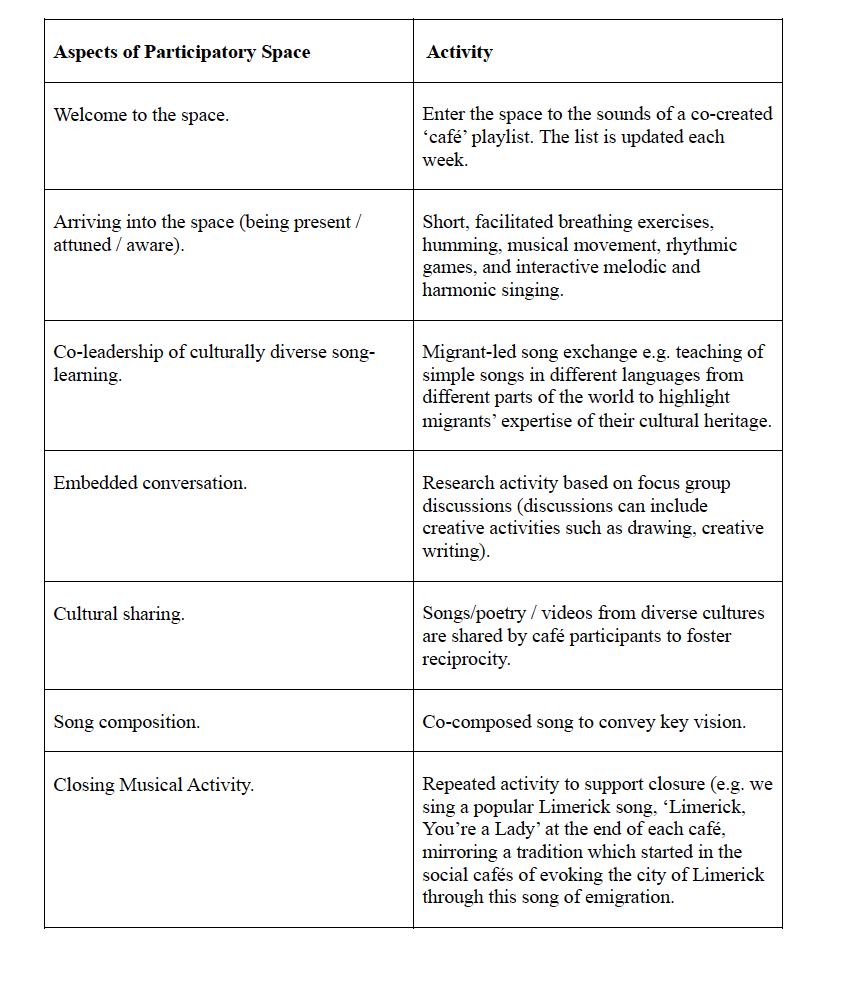 Aspects of Participatory Space
Activity
Welcome to the space.
Enter the space to the sounds of a co-created
‘café’ playlist. The list is updated each
week.
Arriving into the space (being present /
attuned / aware).
Short, facilitated breathing exercises,
humming, musical movement, rhythmic
games, and interactive melodic and
harmonic singing.
Co-leadership of culturally diverse song-
learning.
Migrant-led song exchange e.g. teaching of
simple songs in different languages from
different parts of the world to highlight
migrants’ expertise of their cultural heritage.
Embedded conversation.
Research activity based on focus group
discussions (discussions can include
creative activities such as drawing, creative
writing).
Cultural sharing.
Songs/poetry / videos from diverse cultures
are shared by café participants to foster
reciprocity.
Song composition.
Co-composed song to convey key vision.
Closing Musical Activity.
Repeated activity to support closure (e.g. we
sing a popular Limerick song, ‘Limerick,
You’re a Lady’ at the end of each café,
mirroring a tradition which started in the
social cafés of evoking the city of Limerick
through this song of emigration.